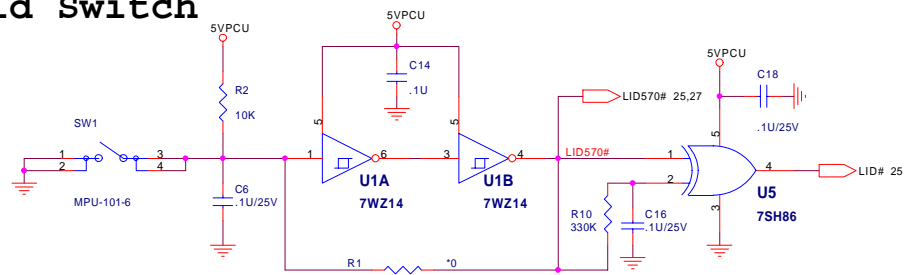 id Switch
5VPCU
5VPCU
5VPCU
C14
.1U
C18
.1U/25V
R2
10K
LID570# 25,27
SW1
1
2
3
4
5
5
5
1
6
3
4
LID570#
1
2
4
3
LID# 25
MPU-101-6
C6
.1U/25V
U1A
7WZ14
U1B
7WZ14
U5
7SH86
R10
330K
C16
.1U/25V
R1
*0